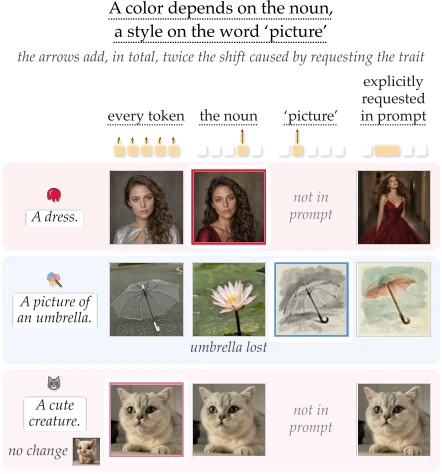 A color depends on the noun,
a style on the word ‘picture’
the arrows add, in total, twice the shift caused by requesting the trait
every token
the noun
‘picture’
explicitly
requested
in prompt
A dress.
not in
prompt
A picture of
an umbrella.
umbrella lost
A cute
creature.
no change
not in
prompt